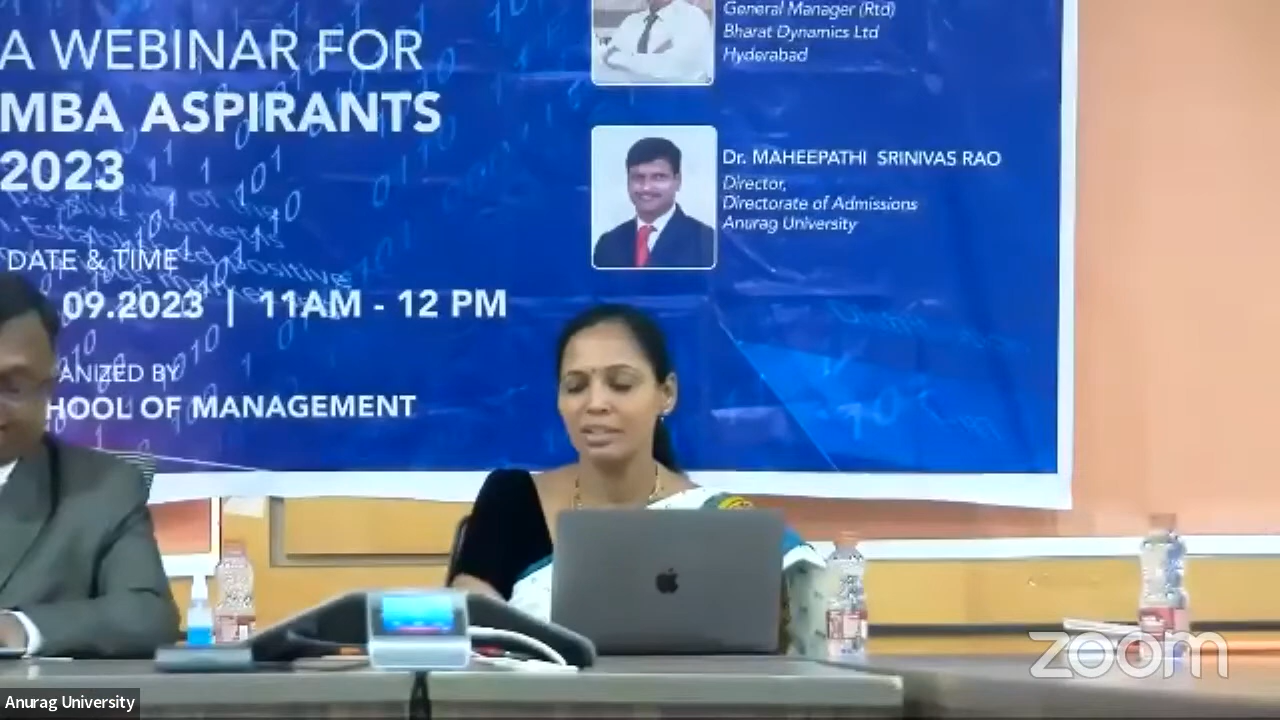 A WEBINAR FOR
MBA ASPIRANTS
2023
DATE & TIME
09.2023 | 11AM - 12 PM
ANIZED BY
HOOL OF MANAGEMENT
General Manager (Rtd)
Bharat Dynamics Ltd
Hyderabad
Dr. MAHEEPATHI SRINIVAS RAO
Director,
Directorate of Admissions
Anurag University
zoom
Anurag University